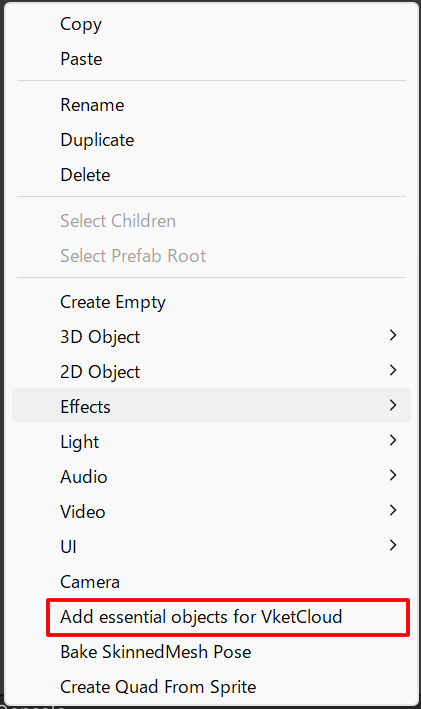 Copy
Paste
Rename
Duplicate
Delete
Select Children
Select Prefab Root
Create Empty
3D Object
2D Object
Effects
Light
Audio
Video
UI
Camera
Add essential objects for VketCloud
Bake SkinnedMesh Pose
Create Quad From Sprite